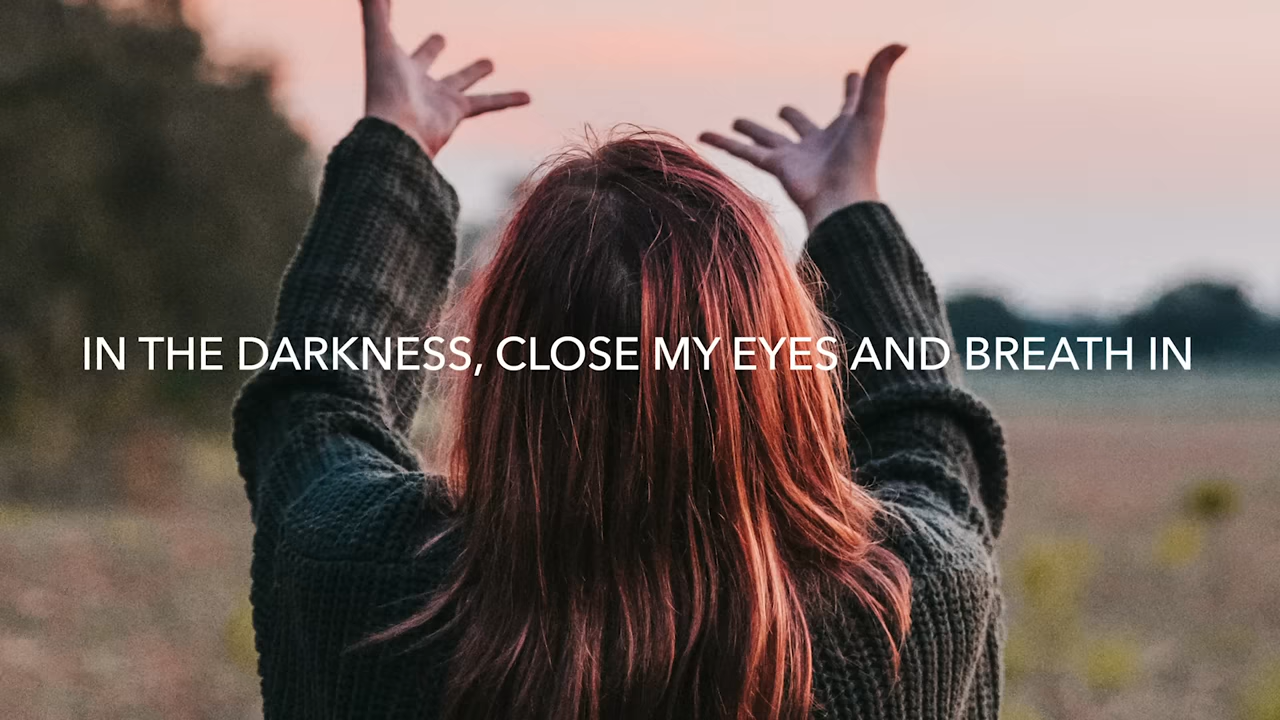 IN THE DARKNESS, CLOSE MY EYES AND BREATH IN